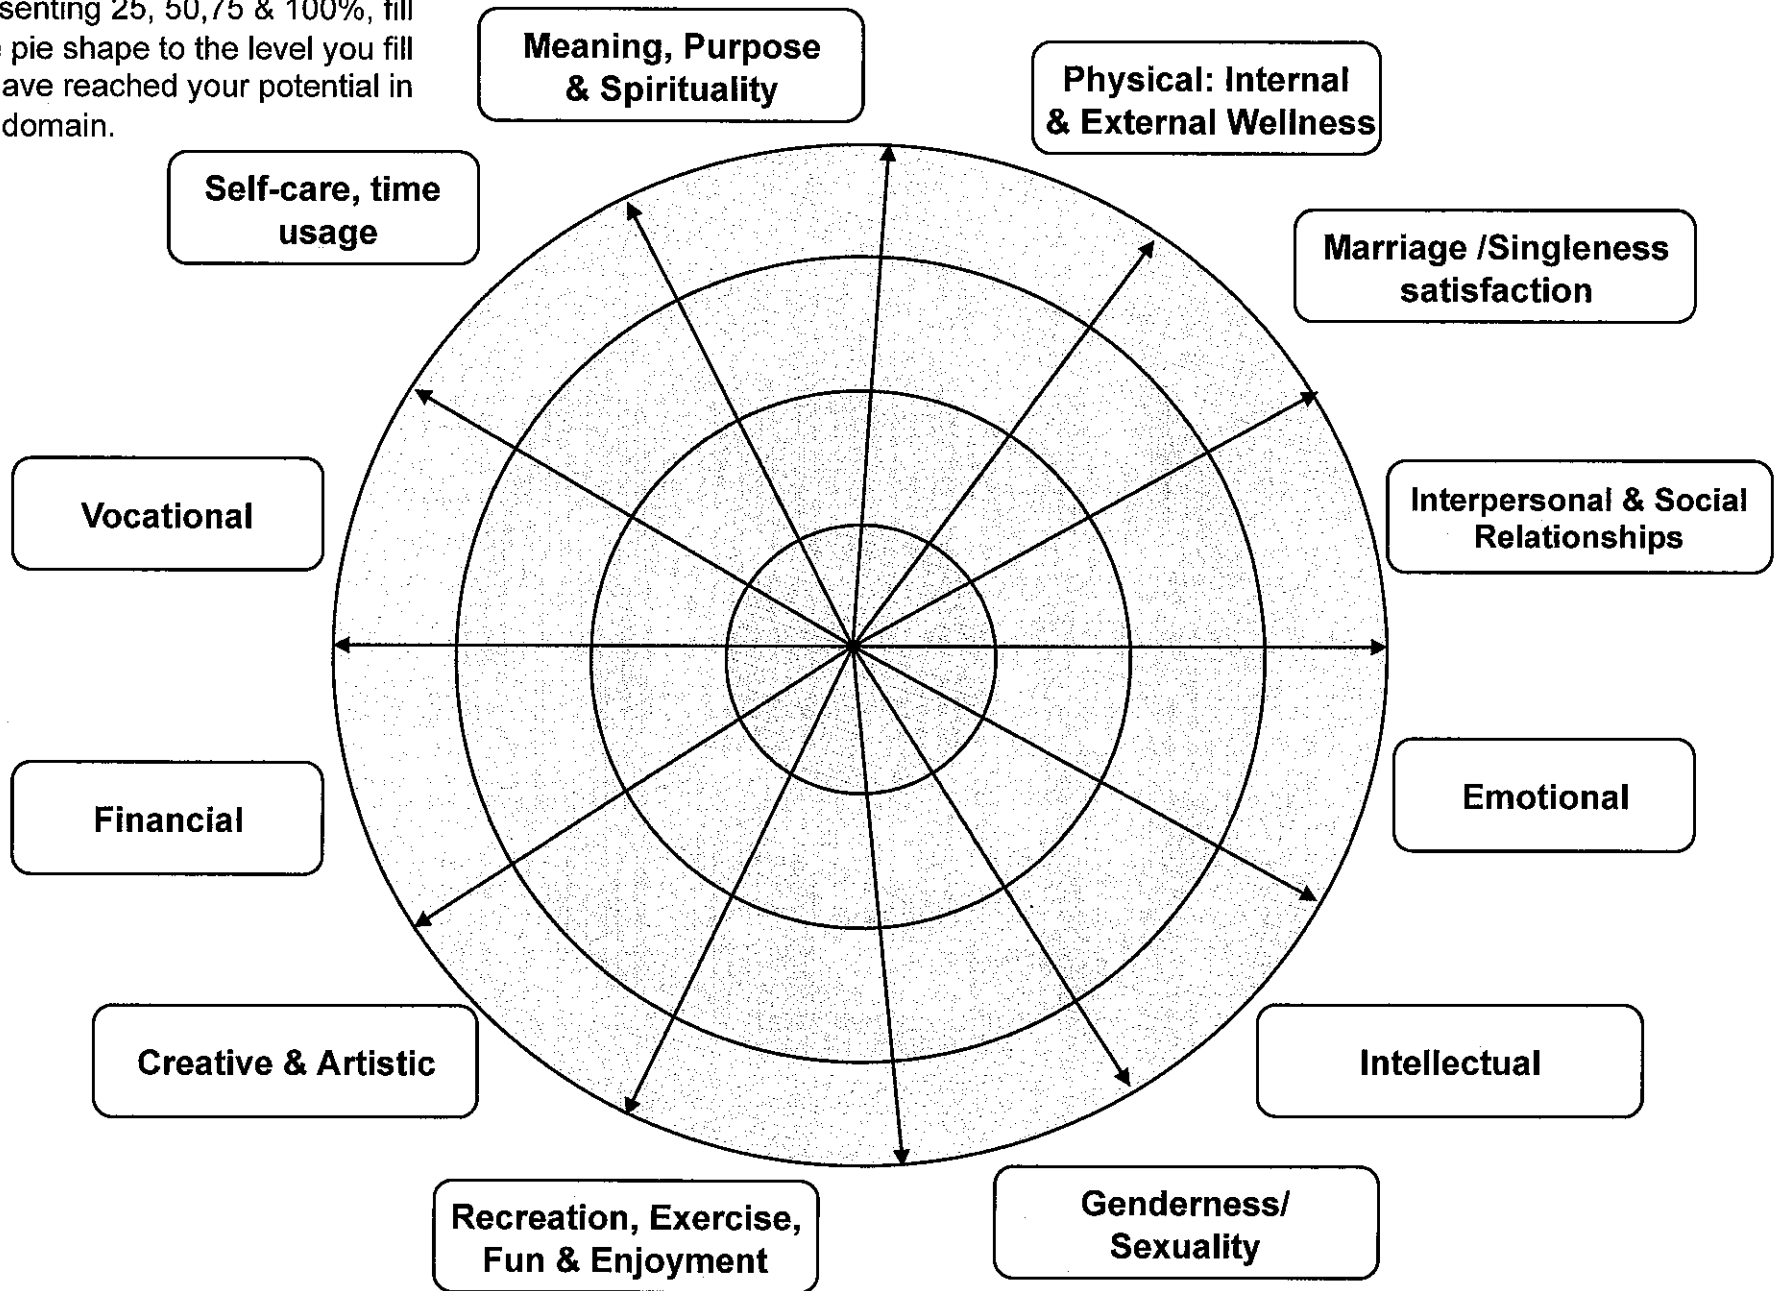 senting 25, 50,75 & 100%, fill
pie shape to the level you fill
ave reached your potential in
domain.
Meaning, Purpose
& Spirituality
Physical: Internal
& External Wellness
Self-care, time
usage
Marriage /Singleness
satisfaction
Vocational
Interpersonal & Social
Relationships
Financial
Emotional
Creative & Artistic
Intellectual
Recreation, Exercise,
Fun & Enjoyment
Genderness/
Sexuality